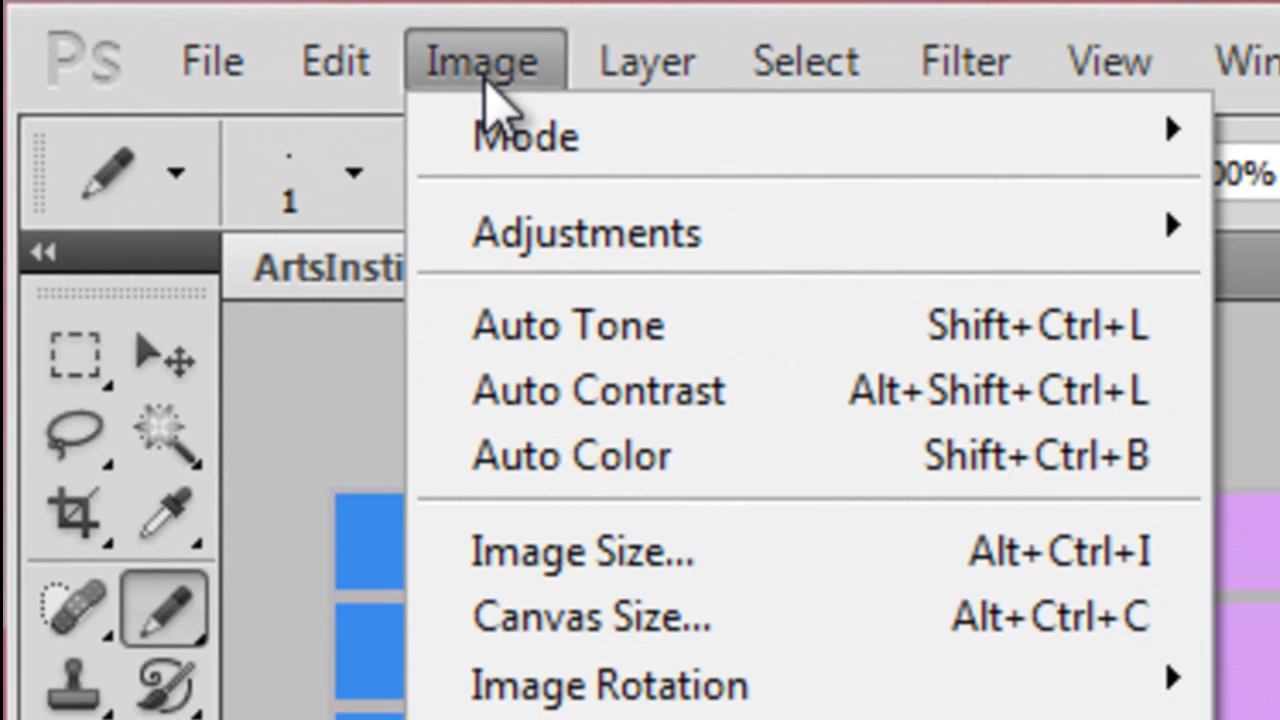 Ps File Edit Image Layer Select Filter View Win
Mode
1
00%
Adjustments
ArtsInsti
Auto Tone Shift+Ctrl+L
Auto Contrast Alt+Shift+Ctrl+L
Auto Color Shift+Ctrl+B
Image Size... Alt+Ctrl+I
Canvas Size... Alt+Ctrl+C
Image Rotation